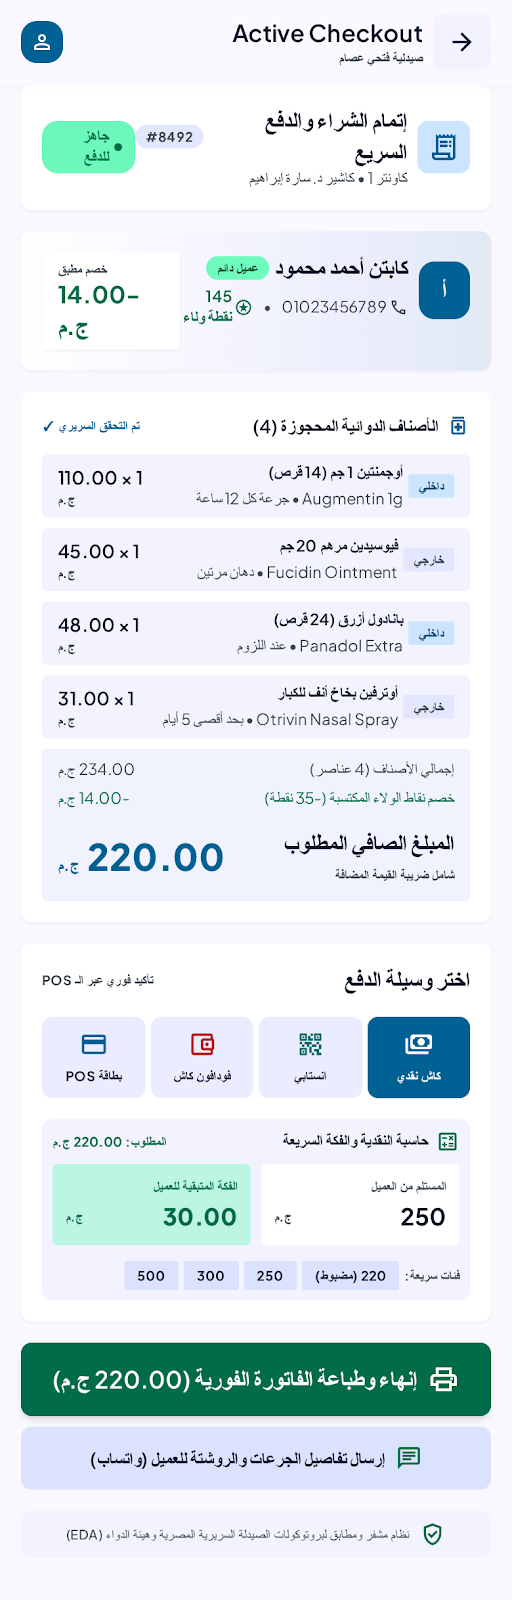 Active Checkout
صيدلية فتحي عصام
إتمام الشراء والدفع
السريع
كاونتر 1 • كاشير د. سارة إبراهيم
#8492
• جاهز
للدفع
أ
كابتن أحمد محمود
عميل دائم
01023456789
•
145
نقطة ولاء
خصم مطبق
-14.00
ج.م
الأصناف الدوائية المحجوزة (4)
تم التحقق السريري ✓
داخلي
أوجمنتين 1 جم (14 قرص)
Augmentin 1g • جرعة كل 12 ساعة
1 × 110.00
ج.م
خارجي
فيوسيدين مرهم 20 جم
Fucidin Ointment • دهان مرتين
1 × 45.00
ج.م
داخلي
بانادول أزرق (24 قرص)
Panadol Extra • عند اللزوم
1 × 48.00
ج.م
خارجي
أوترفين بخاخ أنف للكبار
Otrivin Nasal Spray • بحد أقصى 5 أيام
1 × 31.00
ج.م
إجمالي الأصناف (4 عناصر)
234.00 ج.م
خصم نقاط الولاء المكتسبة (-35 نقطة)
-14.00 ج.م
المبلغ الصافي المطلوب
شامل ضريبة القيمة المضافة
220.00 ج.م
اختر وسيلة الدفع
تأكيد فوري عبر الـ POS
كاش نقدي
انستابي
فودافون كاش
بطاقة POS
حاسبة النقدية والفكة السريعة
المطلوب: 220.00 ج.م
المستلم من العميل
250
ج.م
الفكة المتبقية للعميل
30.00
ج.م
فئات سريعة:
220 (مضبوط)
250
300
500
إنهاء وطباعة الفاتورة الفورية (220.00 ج.م)
إرسال تفاصيل الجرعات والروشتة للعميل (واتساب)
نظام مشفر ومطابق لبروتوكولات الصيدلة السريرية المصرية وهيئة الدواء (EDA)